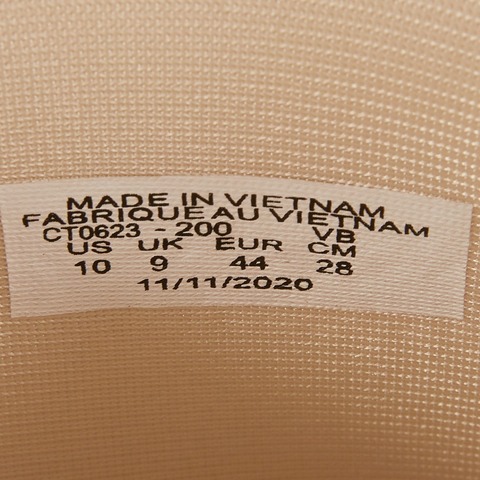 MADE IN VIETNAM
FABRIQUE AU VIETNAM
CT0623 - 200 VB
US UK EUR CM
10 9 44 28
11/11/2020